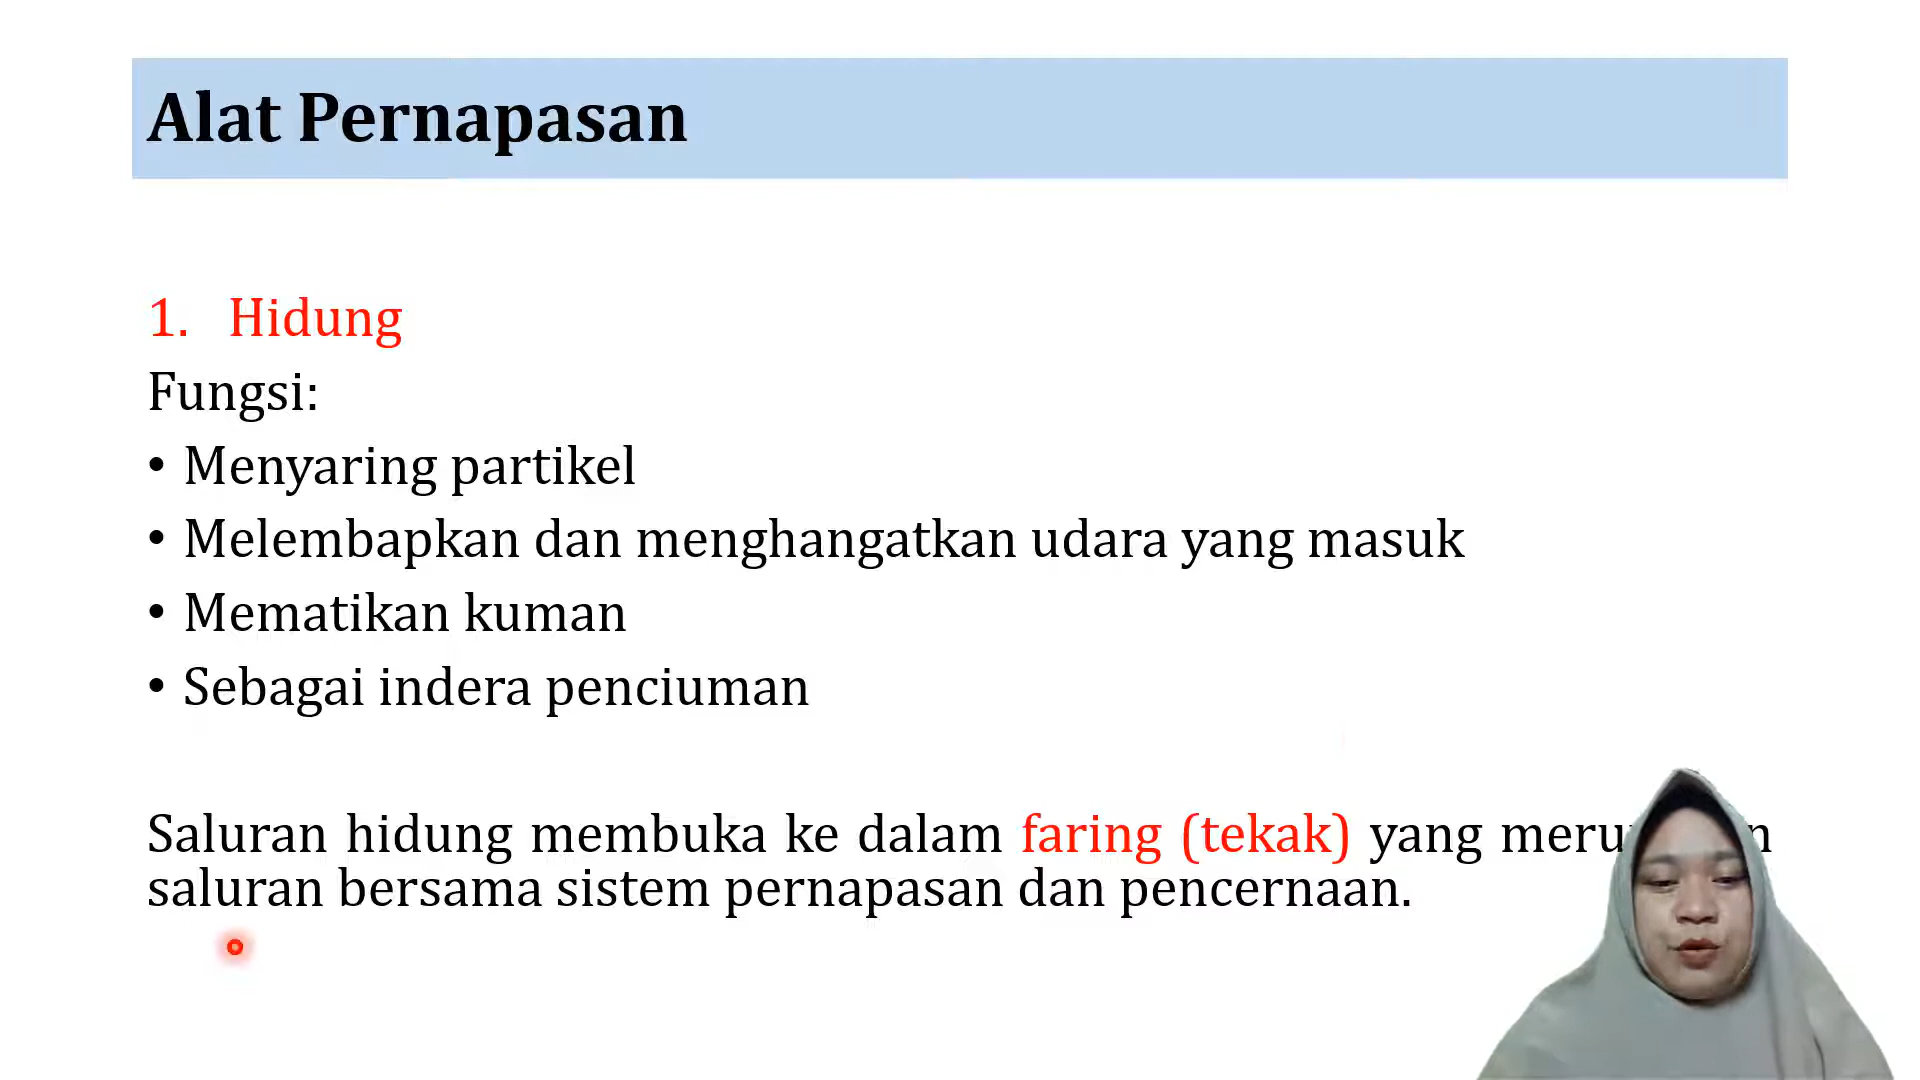 Alat Pernapasan
1. Hidung
Fungsi:
• Menyaring partikel
• Melembapkan dan menghangatkan udara yang masuk
• Mematikan kuman
• Sebagai indera penciuman
Saluran hidung membuka ke dalam faring (tekak) yang
saluran bersama sistem pernapasan dan pencernaan.